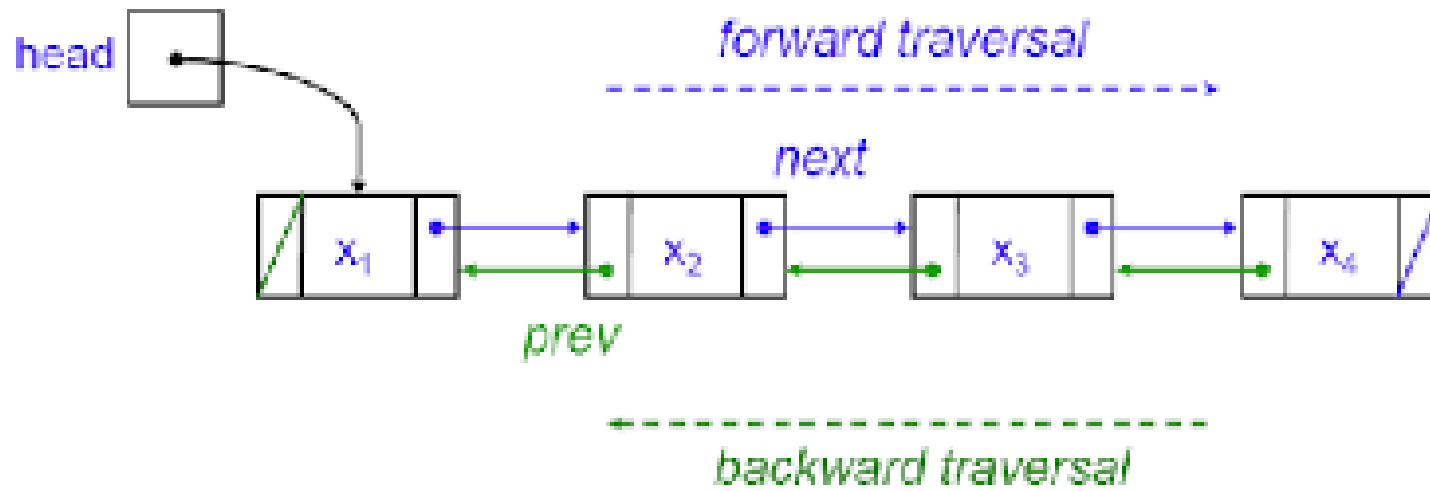 head
forward traversal
next
x₁ x₂ x₃ x₄
prev
backward traversal